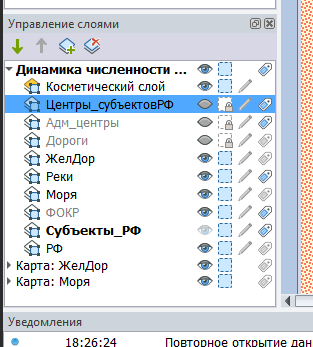 Управление слоями
Динамика численности ...
Косметический слой
Центры_субъектовРФ
Адм_центры
Дороги
ЖелДор
Реки
Моря
ФОКР
Субъекты_РФ
РФ
Карта: ЖелДор
Карта: Моря
Уведомления
18:26:24 Повторное открытие дан